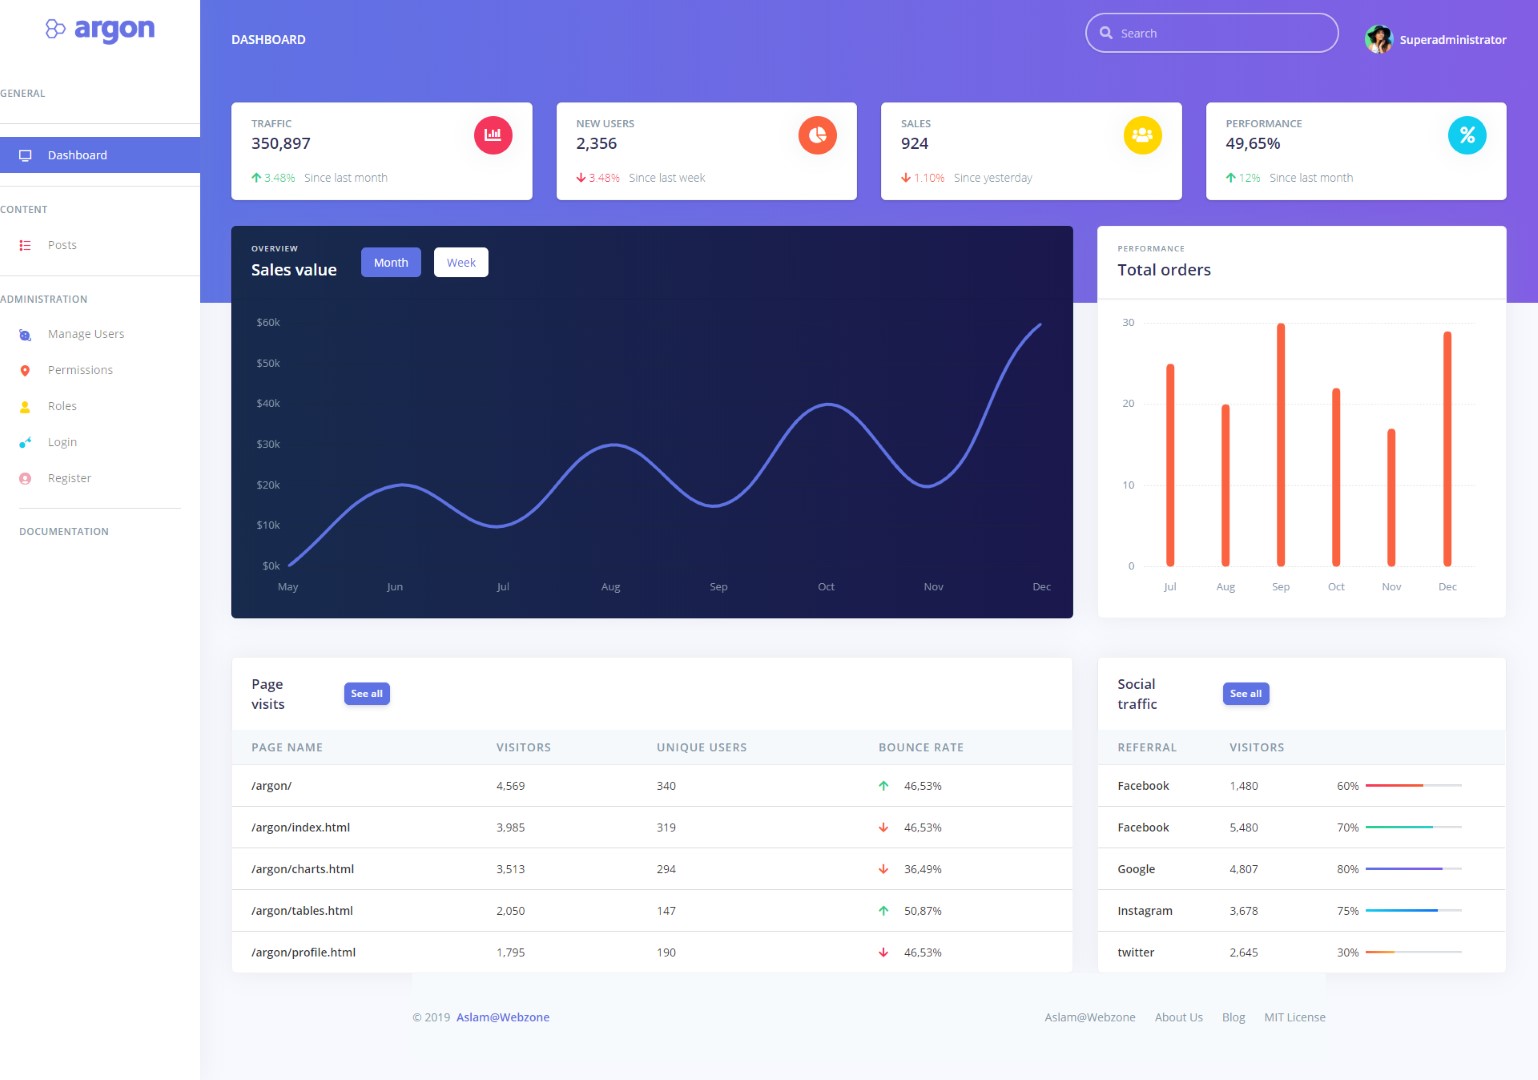 argon
GENERAL
Dashboard
CONTENT
Posts
ADMINISTRATION
Manage Users
Permissions
Roles
Login
Register
DOCUMENTATION
DASHBOARD
Search
Superadministrator
TRAFFIC
350,897
3.48% Since last month
NEW USERS
2,356
3.48% Since last week
SALES
924
1.10% Since yesterday
PERFORMANCE
49,65%
12% Since last month
OVERVIEW
Sales value
Month
Week
$60k
$50k
$40k
$30k
$20k
$10k
$0k
May Jun Jul Aug Sep Oct Nov Dec
PERFORMANCE
Total orders
30
20
10
0
Jul Aug Sep Oct Nov Dec
Page
visits
See all
PAGE NAME VISITORS UNIQUE USERS BOUNCE RATE
/argon/ 4,569 340 46,53%
/argon/index.html 3,985 319 46,53%
/argon/charts.html 3,513 294 36,49%
/argon/tables.html 2,050 147 50,87%
/argon/profile.html 1,795 190 46,53%
Social
traffic
See all
REFERRAL VISITORS
Facebook 1,480 60%
Facebook 5,480 70%
Google 4,807 80%
Instagram 3,678 75%
twitter 2,645 30%
© 2019 Aslam@Webzone
Aslam@Webzone About Us Blog MIT License